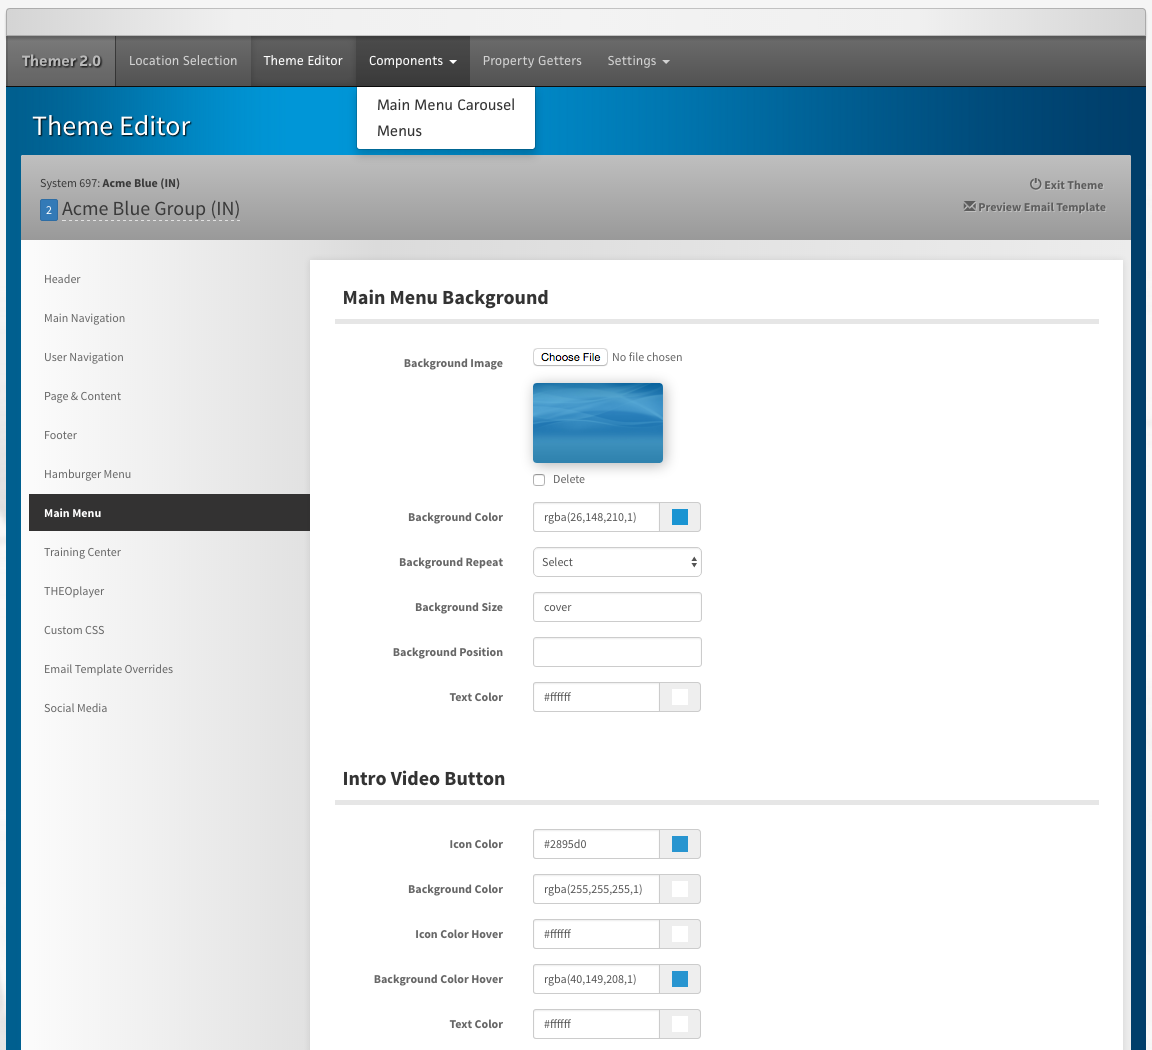 Themer 2.0 Location Selection Theme Editor Components Property Getters Settings
Main Menu Carousel
Menus
Theme Editor
System 697: Acme Blue (IN)
2 Acme Blue Group (IN)
Exit Theme
Preview Email Template
Header
Main Navigation
User Navigation
Page & Content
Footer
Hamburger Menu
Main Menu
Training Center
THEOplayer
Custom CSS
Email Template Overrides
Social Media
Main Menu Background
Background Image Choose File No file chosen
Delete
Background Color rgba(26,148,210,1)
Background Repeat Select
Background Size cover
Background Position
Text Color #ffffff
Intro Video Button
Icon Color #2895d0
Background Color rgba(255,255,255,1)
Icon Color Hover #ffffff
Background Color Hover rgba(40,149,208,1)
Text Color #ffffff